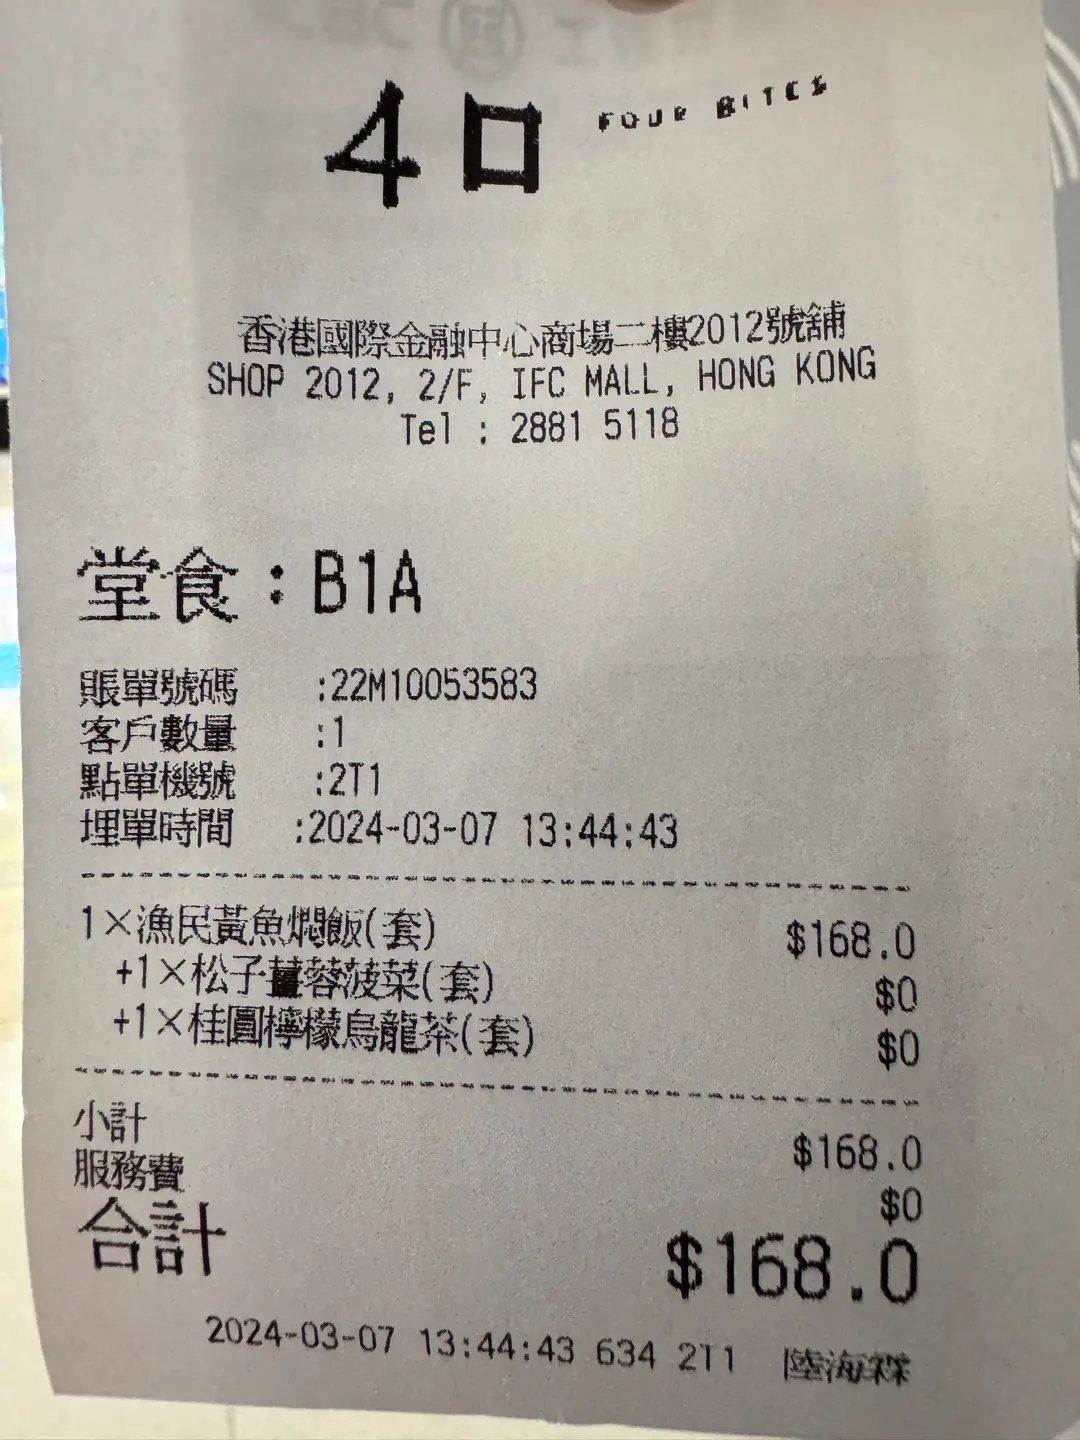 4口 FOUR BITES
香港國際金融中心商場二樓2012號舖
SHOP 2012, 2/F, IFC MALL, HONG KONG
Tel : 2881 5118
堂食：B1A
賬單號碼 :22M10053583
客戶數量 :1
點單機號 :2T1
埋單時間 :2024-03-07 13:44:43
1×漁民黃魚燜飯(套) $168.0
+1×松子薑蓉菠菜(套) $0
+1×桂圓檸檬烏龍茶(套) $0
小計 $168.0
服務費 $0
合計 $168.0
2024-03-07 13:44:43 634 2T1 陸海霖